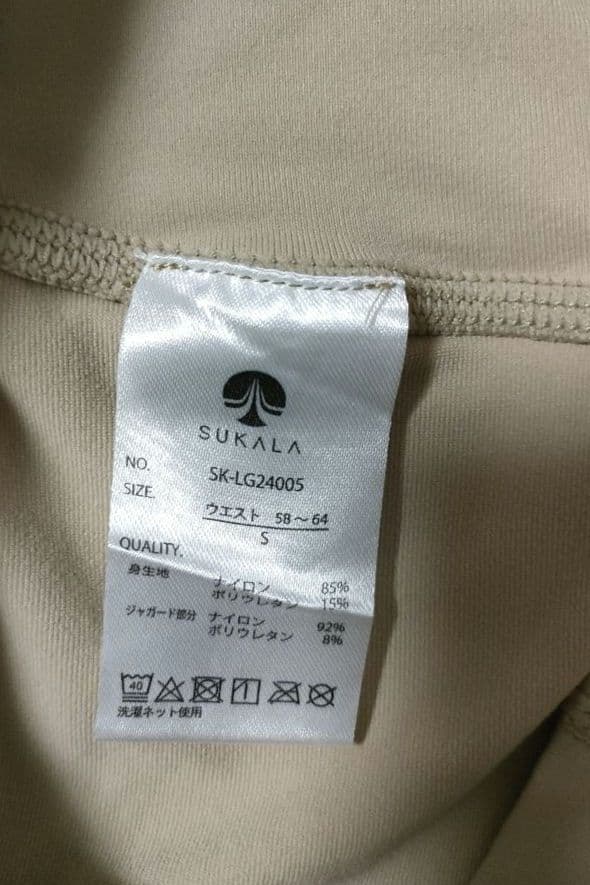 SUKALA
NO. SK-LG24005
SIZE. ウエスト 58～64
S
QUALITY.
身生地 ナイロン 85%
ポリウレタン 15%
ジャガード部分 ナイロン 92%
ポリウレタン 8%
40
洗濯ネット使用